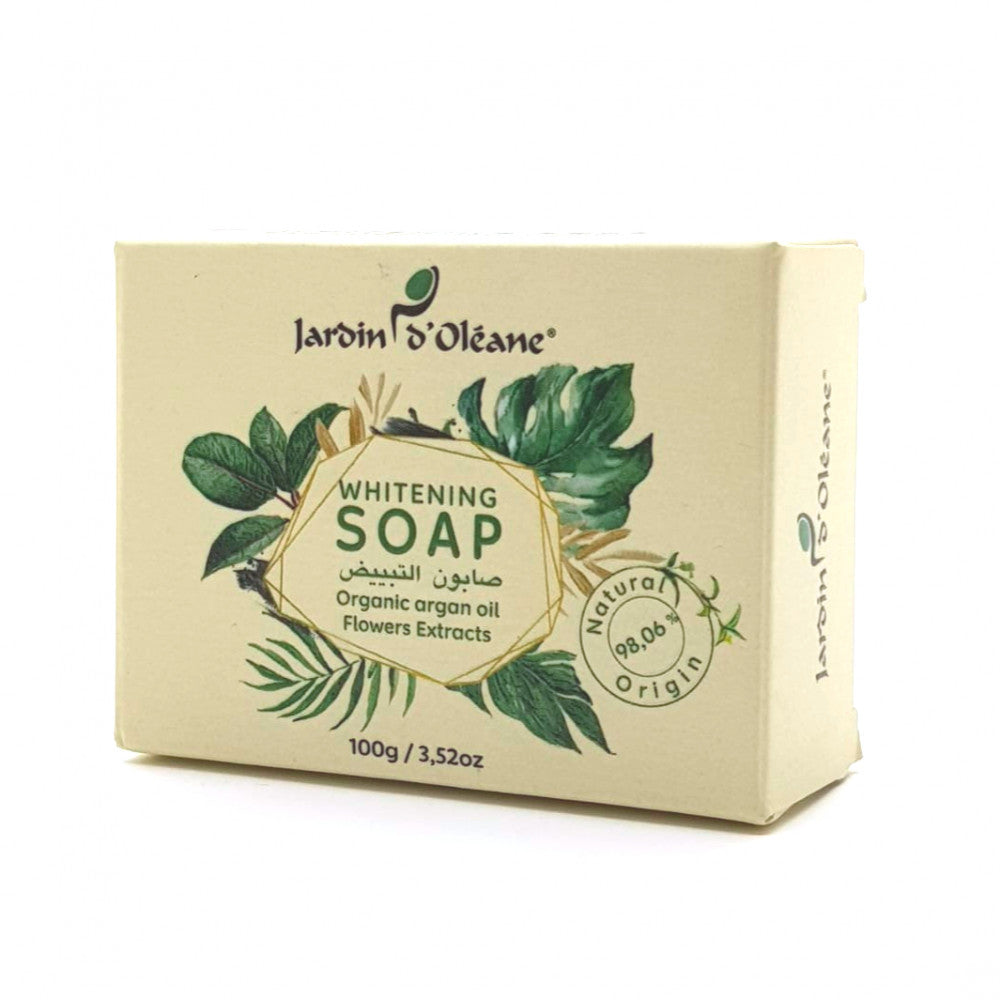 Jardin d'Oléane®
WHITENING
SOAP
صابون التبييض
Organic argan oil
Flowers Extracts
Natural
98,06%
Origin
100g / 3,52oz
Jardin d'Oléane®